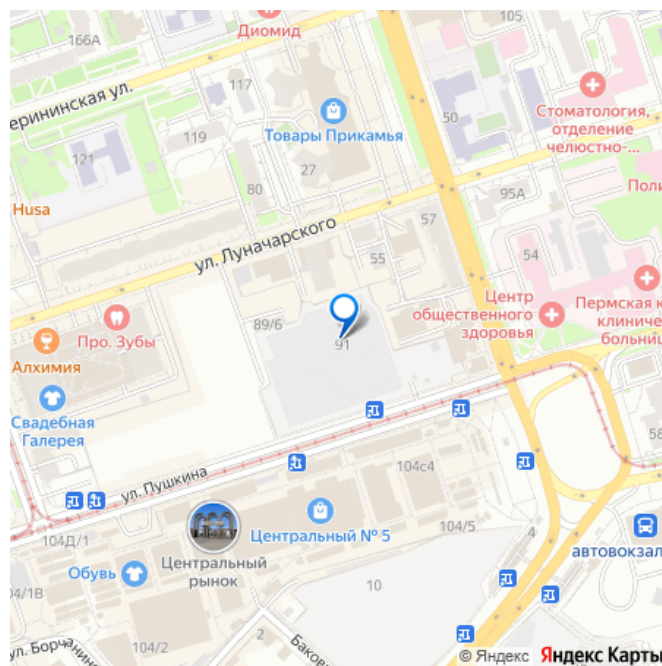 Диомид
105
166А
117
50
Стоматология,
отделение
челюстно-...
ерининская ул.
Товары Прикамья
119
121
27
Поли
80
95А
Husa
57
ул. Луначарского
54
55
Центр
общественного
здоровья
Пермская к
клиниче
больниц
89/6
Про. Зубы
91
Алхимия
Свадебная
Галерея
58
104с4
ул. Пушкина
Центральный № 5
104/5
4
104Д/1
автовокзал
Центральный
рынок
Обувь
10
104/1В
2
104/2
ул. Борчанино
Баков
© Яндекс Яндекс Карты